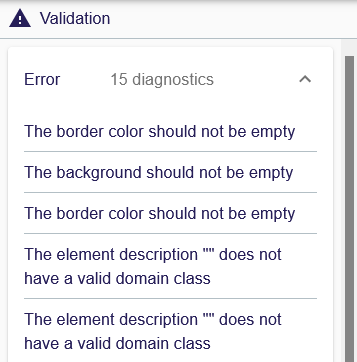 Validation
Error 15 diagnostics
The border color should not be empty
The background should not be empty
The border color should not be empty
The element description "" does not
have a valid domain class
The element description "" does not
have a valid domain class